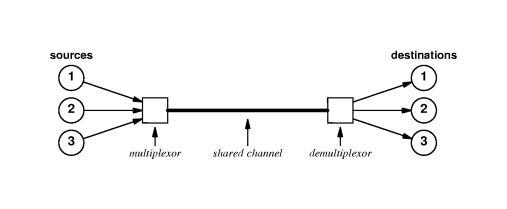 sources
destinations
1
1
2
2
3
3
multiplexor
shared channel
demultiplexor